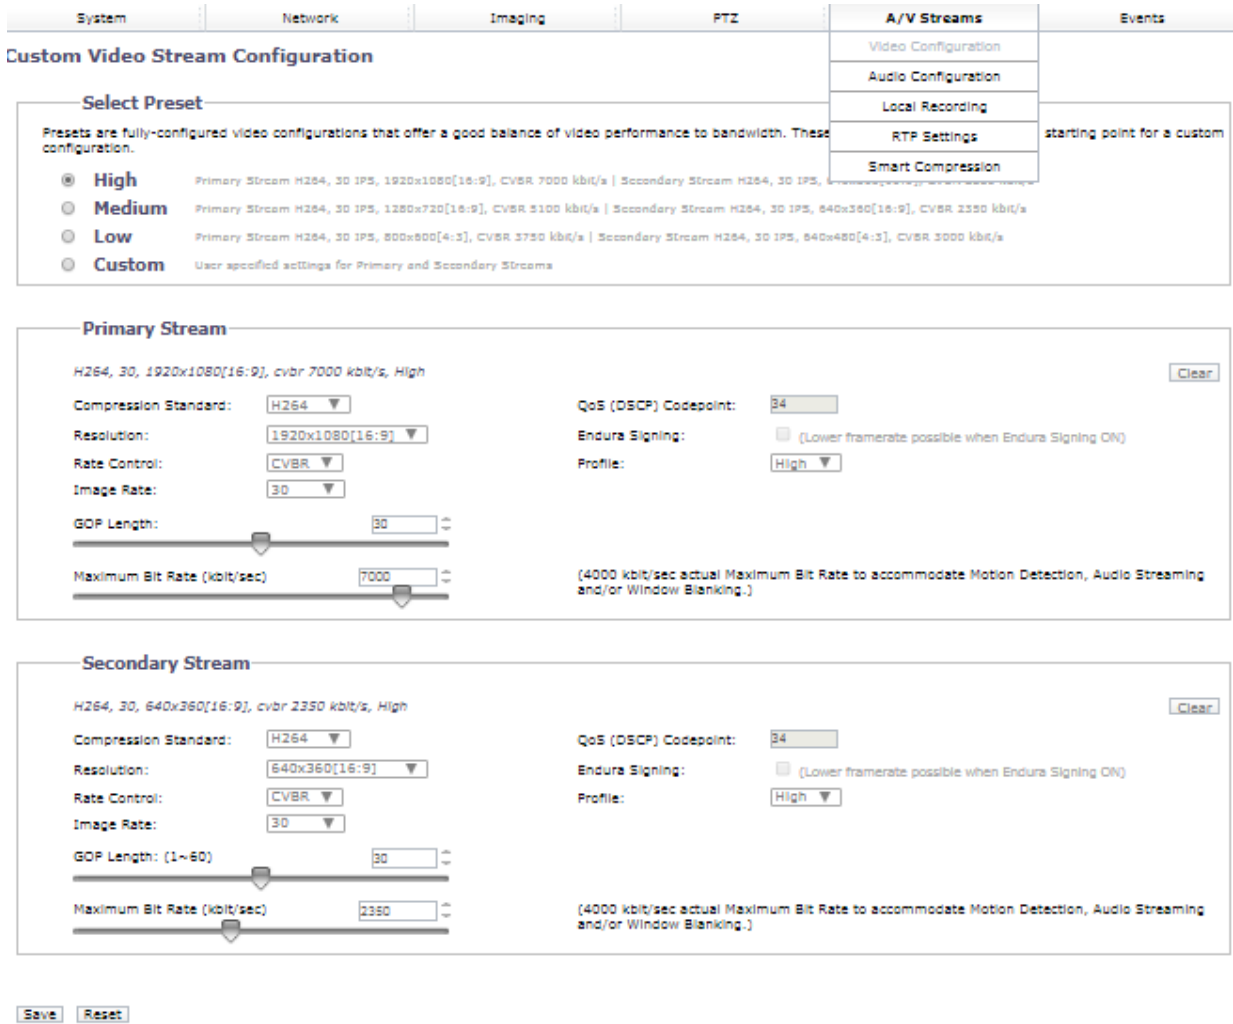 System Network Imaging PTZ A/V Streams Events
Video Configuration
Audio Configuration
Local Recording
RTP Settings
Smart Compression
Custom Video Stream Configuration
Select Preset
Presets are fully-configured video configurations that offer a good balance of video performance to bandwidth. These starting point for a custom
configuration.
High Primary Stream H264, 30 IPS, 1920x1080[16:9], CVBR 7000 kbit/s | Secondary Stream H264, 30 IPS,
Medium Primary Stream H264, 30 IPS, 1280x720[16:9], CVBR 5100 kbit/s | Secondary Stream H264, 30 IPS, 640x360[16:9], CVBR 2350 kbit/s
Low Primary Stream H264, 30 IPS, 800x600[4:3], CVBR 3750 kbit/s | Secondary Stream H264, 30 IPS, 640x480[4:3], CVBR 3000 kbit/s
Custom User specified settings for Primary and Secondary Streams
Primary Stream
H264, 30, 1920x1080[16:9], cvbr 7000 kbit/s, High Clear
Compression Standard: H264 QoS (DSCP) Codepoint: 34
Resolution: 1920x1080[16:9] Endura Signing: (Lower framerate possible when Endura Signing ON)
Rate Control: CVBR Profile: High
Image Rate: 30
GOP Length: 30
Maximum Bit Rate (kbit/sec) 7000 (4000 kbit/sec actual Maximum Bit Rate to accommodate Motion Detection, Audio Streaming
and/or Window Blanking.)
Secondary Stream
H264, 30, 640x360[16:9], cvbr 2350 kbit/s, High Clear
Compression Standard: H264 QoS (DSCP) Codepoint: 34
Resolution: 640x360[16:9] Endura Signing: (Lower framerate possible when Endura Signing ON)
Rate Control: CVBR Profile: High
Image Rate: 30
GOP Length: (1~60) 30
Maximum Bit Rate (kbit/sec) 2350 (4000 kbit/sec actual Maximum Bit Rate to accommodate Motion Detection, Audio Streaming
and/or Window Blanking.)
Save Reset